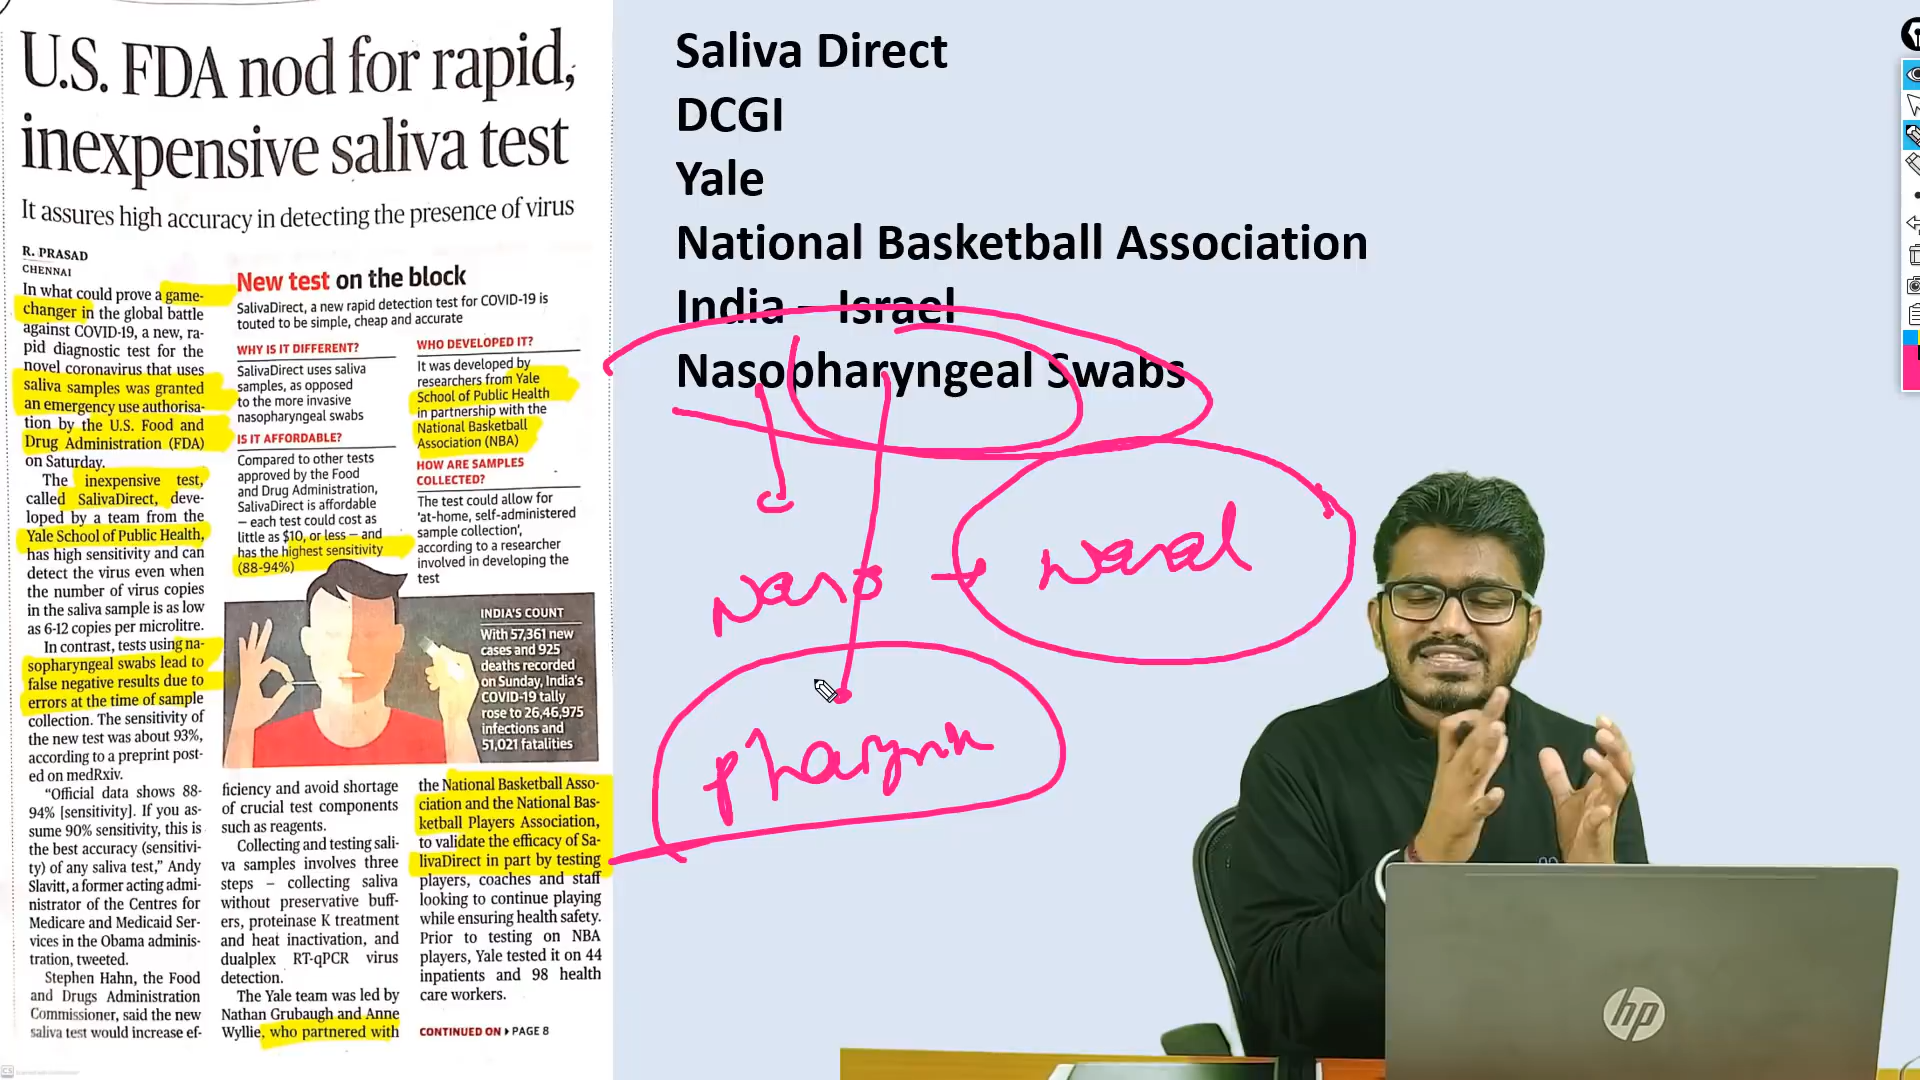 U.S. FDA nod for rapid,
inexpensive saliva test
It assures high accuracy in detecting the presence of virus
R. PRASAD
CHENNAI
In what could prove a game-
changer in the global battle
against COVID-19, a new, ra-
pid diagnostic test for the
novel coronavirus that uses
saliva samples was granted
an emergency use authorisa-
tion by the U.S. Food and
Drug Administration (FDA)
on Saturday.
The inexpensive test,
called SalivaDirect, deve-
loped by a team from the
Yale School of Public Health,
has high sensitivity and can
detect the virus even when
the number of virus copies
in the saliva sample is as low
as 6-12 copies per microlitre.
In contrast, tests using na-
sopharyngeal swabs lead to
false negative results due to
errors at the time of sample
collection. The sensitivity of
the new test was about 93%,
according to a preprint post-
ed on medRxiv.
“Official data shows 88-
94% [sensitivity]. If you as-
sume 90% sensitivity, this is
the best accuracy (sensitivi-
ty) of any saliva test,” Andy
Slavitt, a former acting admi-
nistrator of the Centres for
Medicare and Medicaid Ser-
vices in the Obama adminis-
tration, tweeted.
Stephen Hahn, the Food
and Drugs Administration
Commissioner, said the new
saliva test would increase ef-
New test on the block
SalivaDirect, a new rapid detection test for COVID-19 is
touted to be simple, cheap and accurate
WHY IS IT DIFFERENT?
SalivaDirect uses saliva
samples, as opposed
to the more invasive
nasopharyngeal swabs
IS IT AFFORDABLE?
Compared to other tests
approved by the Food
and Drug Administration,
SalivaDirect is affordable
– each test could cost as
little as $10, or less – and
has the highest sensitivity
(88-94%)
WHO DEVELOPED IT?
It was developed by
researchers from Yale
School of Public Health
in partnership with the
National Basketball
Association (NBA)
HOW ARE SAMPLES
COLLECTED?
The test could allow for
‘at-home, self-administered
sample collection’,
according to a researcher
involved in developing the
test
INDIA’S COUNT
With 57,361 new
cases and 925
deaths recorded
on Sunday, India’s
COVID-19 tally
rose to 26,46,975
infections and
51,021 fatalities
ficiency and avoid shortage
of crucial test components
such as reagents.
Collecting and testing sali-
va samples involves three
steps – collecting saliva
without preservative buff-
ers, proteinase K treatment
and heat inactivation, and
dualplex RT-qPCR virus
detection.
The Yale team was led by
Nathan Grubaugh and Anne
Wyllie, who partnered with
the National Basketball Asso-
ciation and the National Bas-
ketball Players Association,
to validate the efficacy of Sa-
livaDirect in part by testing
players, coaches and staff
looking to continue playing
while ensuring health safety.
Prior to testing on NBA
players, Yale tested it on 44
inpatients and 98 health
care workers.
CONTINUED ON ▸ PAGE 8
Saliva Direct
DCGI
Yale
National Basketball Association
India – Israel
Nasopharyngeal Swabs
Naso → Nasal
Pharynx
hp